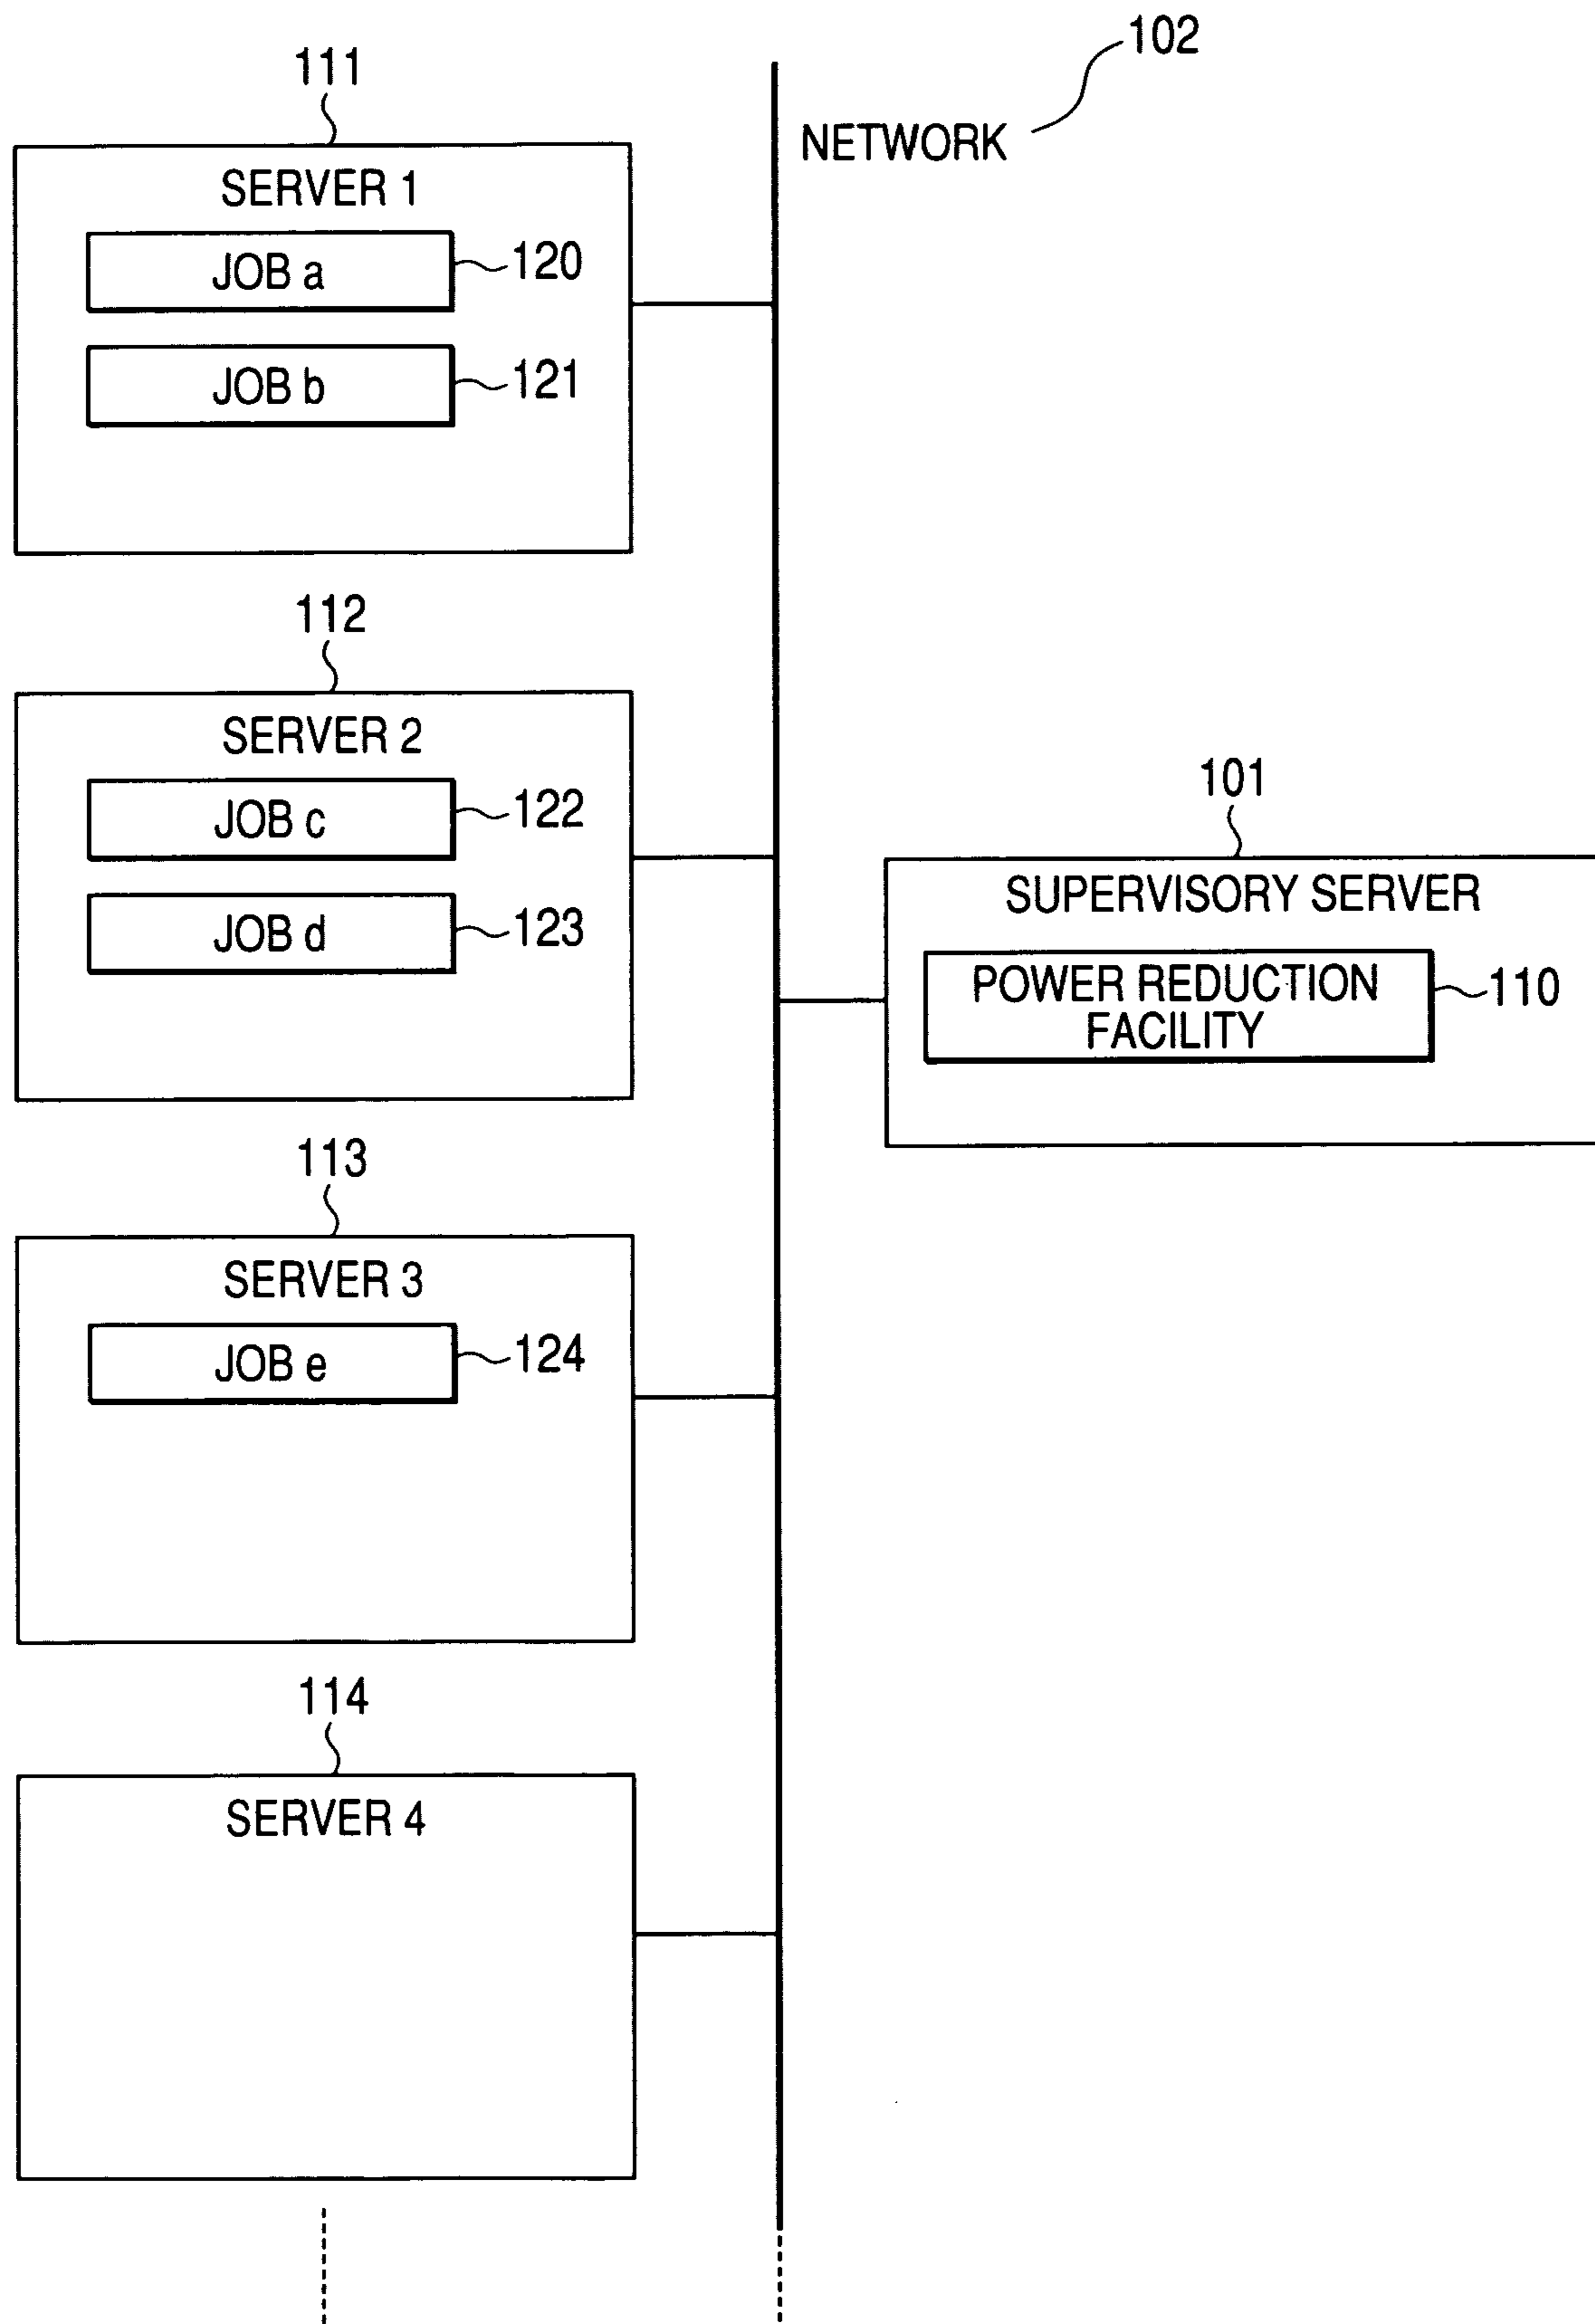 102
NETWORK
111
SERVER 1
JOB a
120
JOB b
121
112
SERVER 2
JOB c
122
JOB d
123
101
SUPERVISORY SERVER
POWER REDUCTION
FACILITY
110
113
SERVER 3
JOB e
124
114
SERVER 4